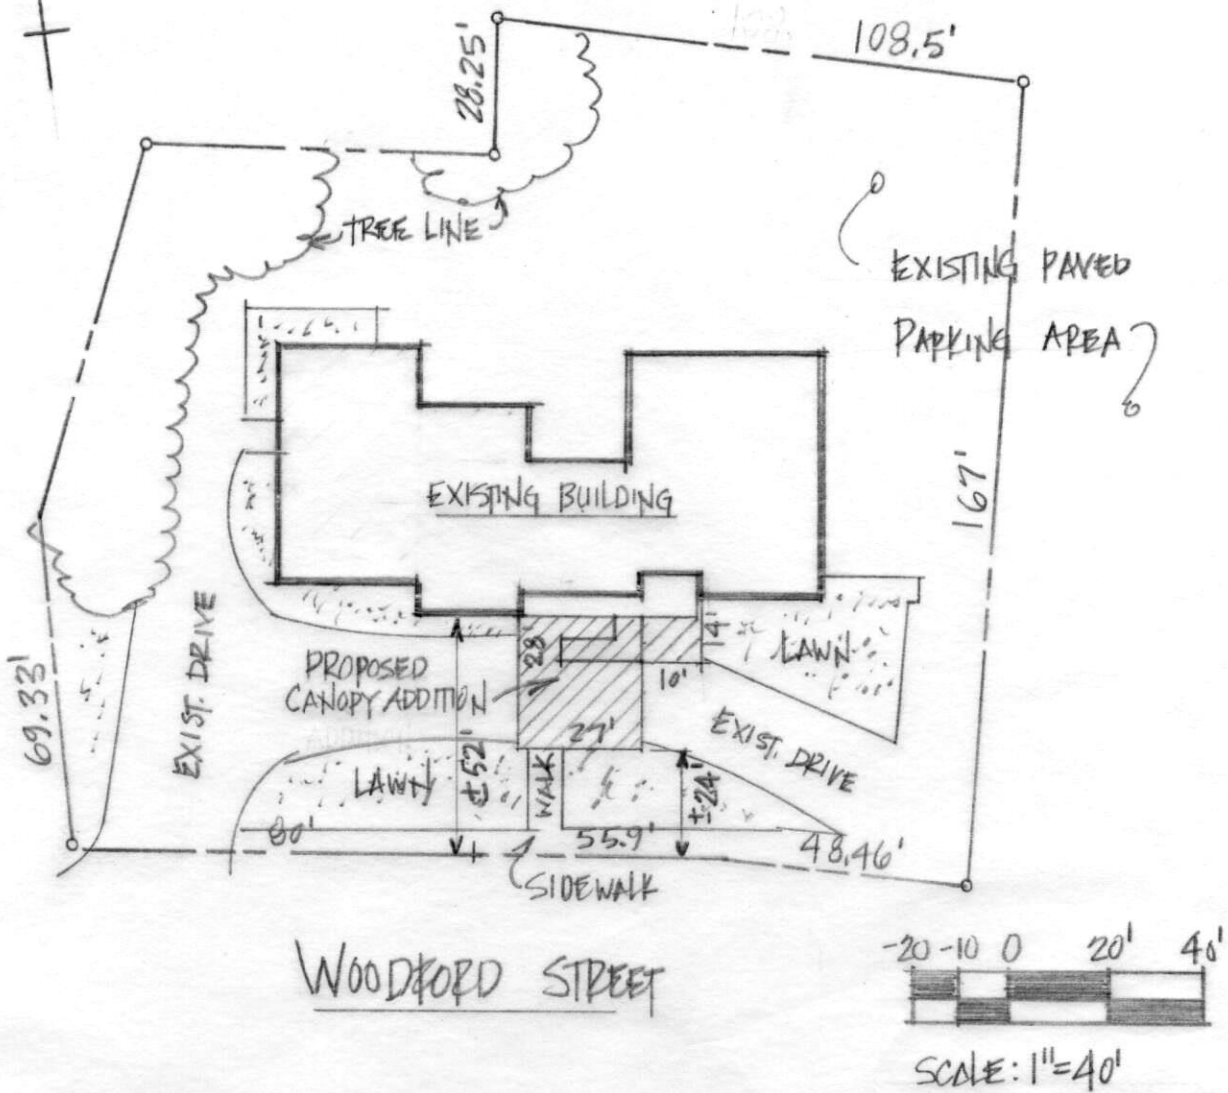 108.5'
28.25'
TREE LINE
EXISTING PAVED
PARKING AREA
167'
EXISTING BUILDING
69.33'
EXIST. DRIVE
PROPOSED
CANOPY ADDITION
28'
14'
10'
27'
LAWN
EXIST. DRIVE
LAWN
±52'
WALK
±24'
80'
55.9'
48.46'
SIDEWALK
WOODFORD STREET
-20 -10 0 20' 40'
SCALE: 1"=40'